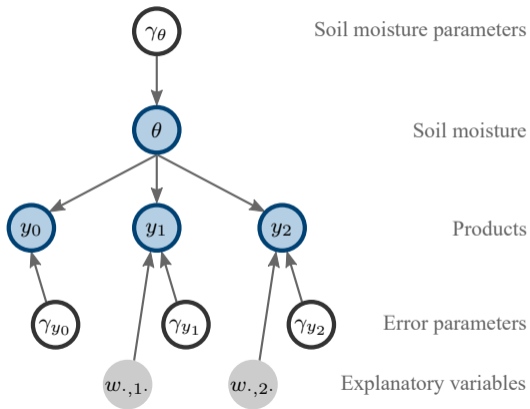 γθ Soil moisture parameters
θ Soil moisture
y₀ y₁ y₂ Products
γy₀ γy₁ γy₂ Error parameters
w·,₁· w·,₂· Explanatory variables